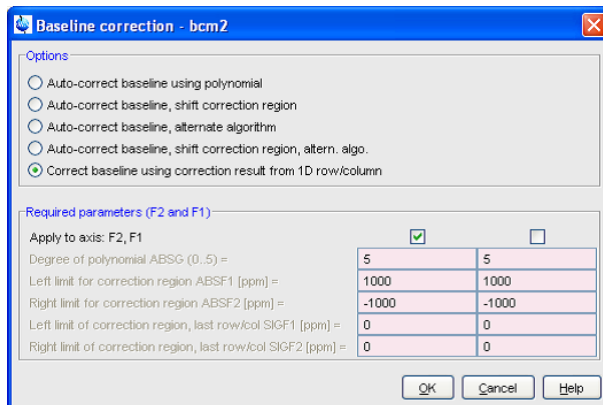 Baseline correction - bcm2
Options
Auto-correct baseline using polynomial
Auto-correct baseline, shift correction region
Auto-correct baseline, alternate algorithm
Auto-correct baseline, shift correction region, altern. algo.
Correct baseline using correction result from 1D row/column
Required parameters (F2 and F1)
Apply to axis: F2, F1
Degree of polynomial ABSG (0..5) = 5 5
Left limit for correction region ABSF1 [ppm] = 1000 1000
Right limit for correction region ABSF2 [ppm] = -1000 -1000
Left limit of correction region, last row/col SIGF1 [ppm] = 0 0
Right limit of correction region, last row/col SIGF2 [ppm] = 0 0
OK Cancel Help